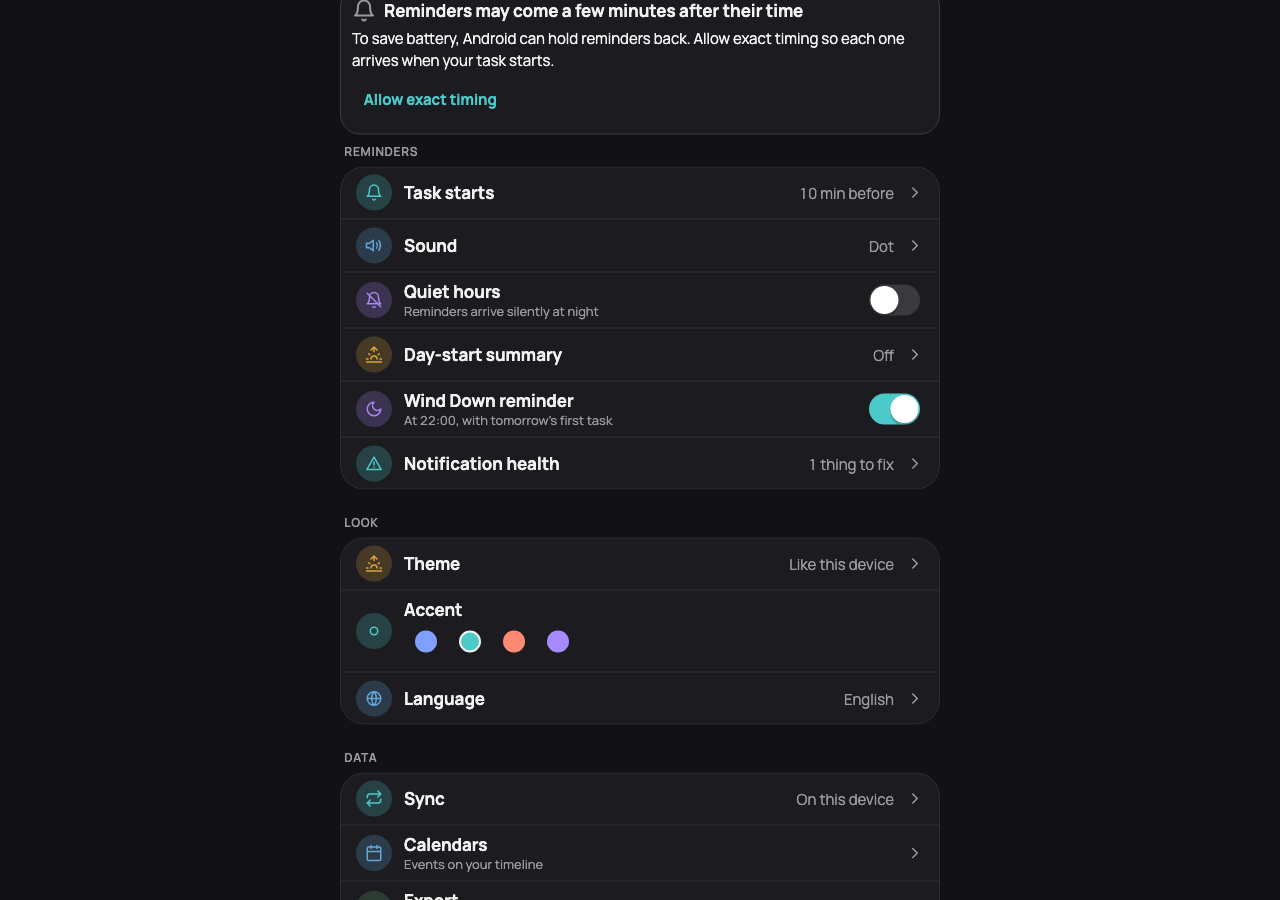 Reminders may come a few minutes after their time
To save battery, Android can hold reminders back. Allow exact timing so each one
arrives when your task starts.
Allow exact timing
REMINDERS
Task starts 10 min before
Sound Dot
Quiet hours
Reminders arrive silently at night
Day-start summary Off
Wind Down reminder
At 22:00, with tomorrow's first task
Notification health 1 thing to fix
LOOK
Theme Like this device
Accent
Language English
DATA
Sync On this device
Calendars
Events on your timeline
Export